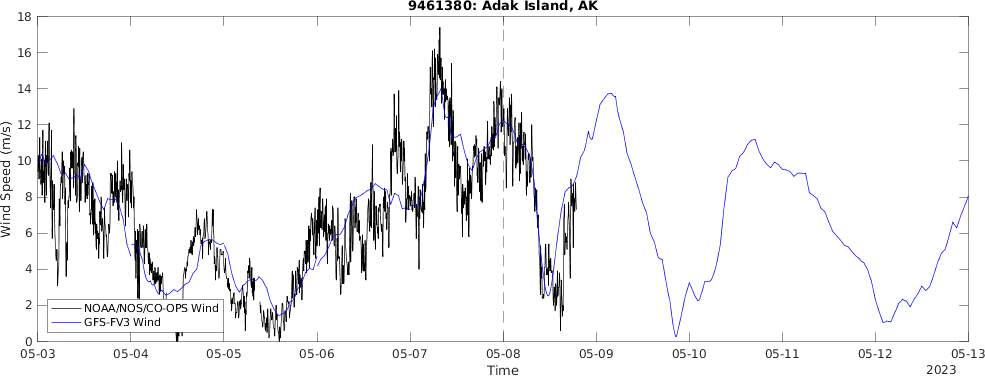 9461380: Adak Island, AK
Wind Speed (m/s)
18
16
14
12
10
8
6
4
2
0
NOAA/NOS/CO-OPS Wind
GFS-FV3 Wind
05-03 05-04 05-05 05-06 05-07 05-08 05-09 05-10 05-11 05-12 05-13
Time
2023